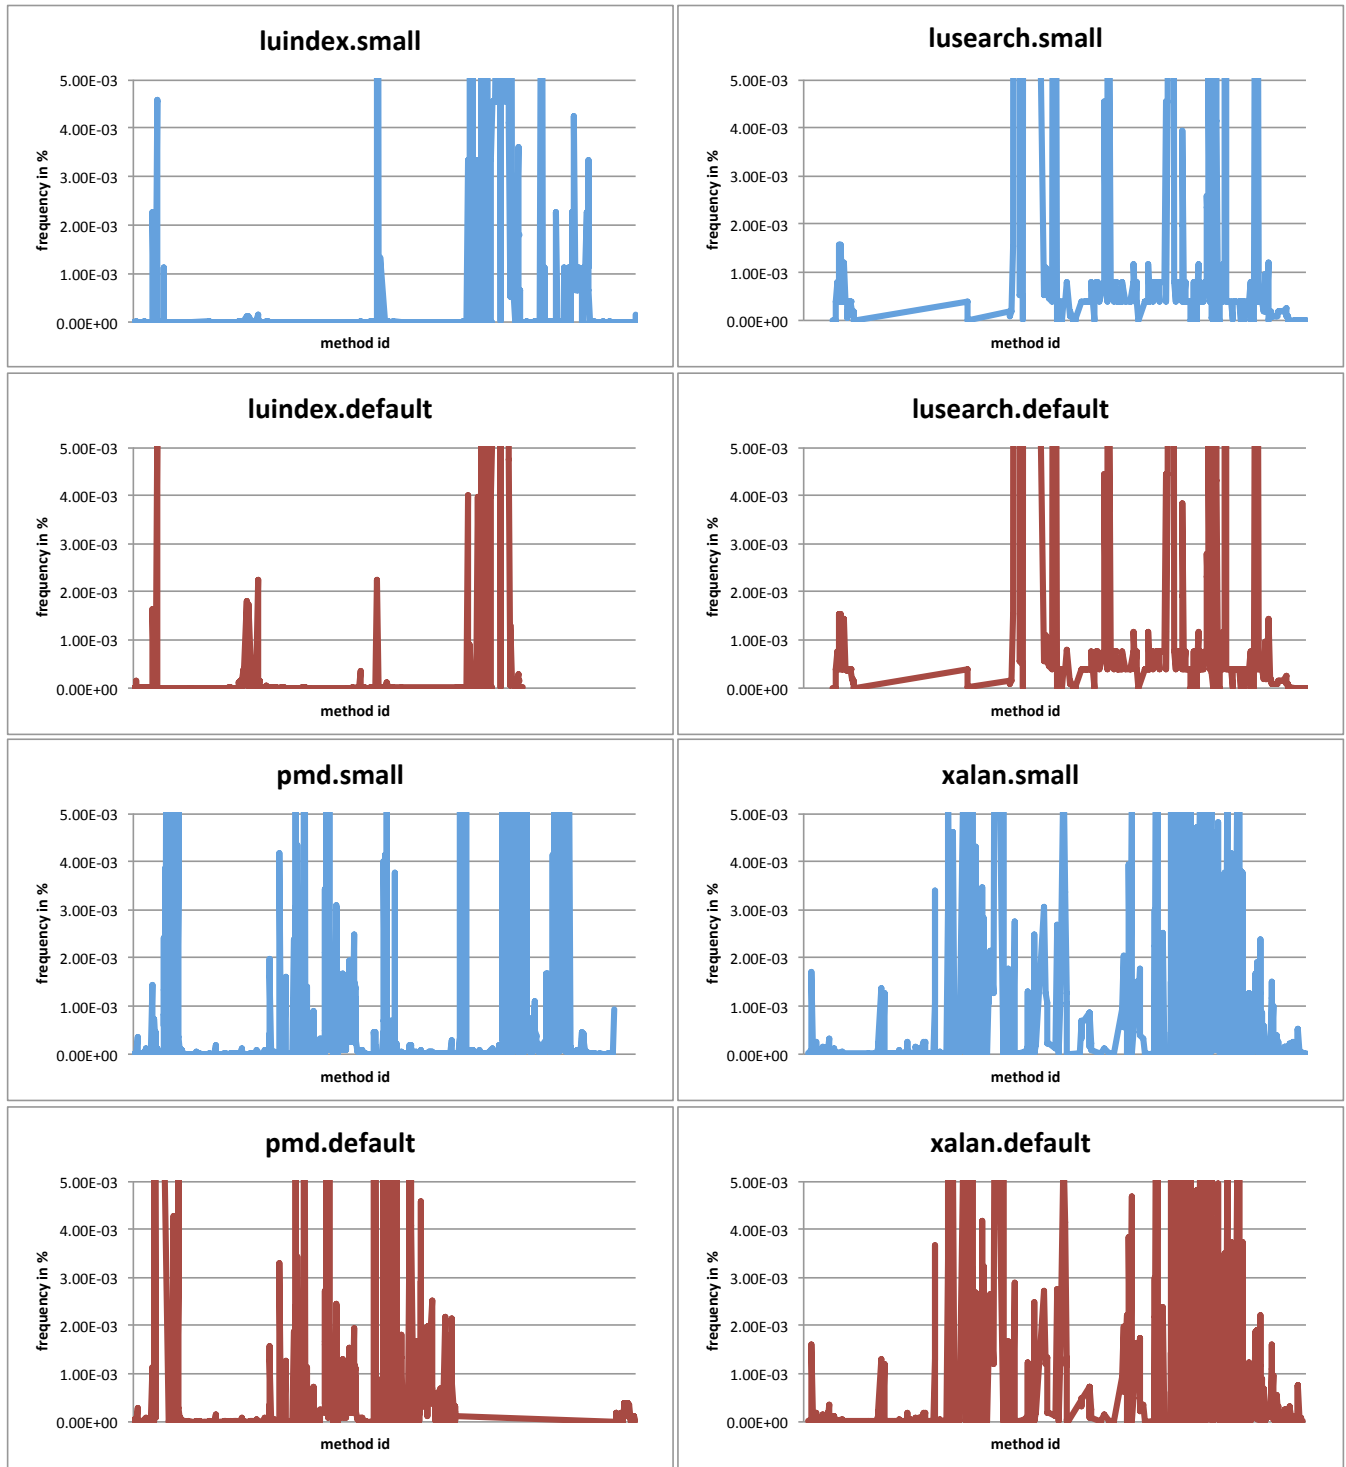 luindex.small
5.00E-03
4.00E-03
3.00E-03
2.00E-03
1.00E-03
0.00E+00
frequency in %
method id
lusearch.small
5.00E-03
4.00E-03
3.00E-03
2.00E-03
1.00E-03
0.00E+00
frequency in %
method id
luindex.default
5.00E-03
4.00E-03
3.00E-03
2.00E-03
1.00E-03
0.00E+00
frequency in %
method id
lusearch.default
5.00E-03
4.00E-03
3.00E-03
2.00E-03
1.00E-03
0.00E+00
frequency in %
method id
pmd.small
5.00E-03
4.00E-03
3.00E-03
2.00E-03
1.00E-03
0.00E+00
frequency in %
method id
xalan.small
5.00E-03
4.00E-03
3.00E-03
2.00E-03
1.00E-03
0.00E+00
frequency in %
method id
pmd.default
5.00E-03
4.00E-03
3.00E-03
2.00E-03
1.00E-03
0.00E+00
frequency in %
method id
xalan.default
5.00E-03
4.00E-03
3.00E-03
2.00E-03
1.00E-03
0.00E+00
frequency in %
method id